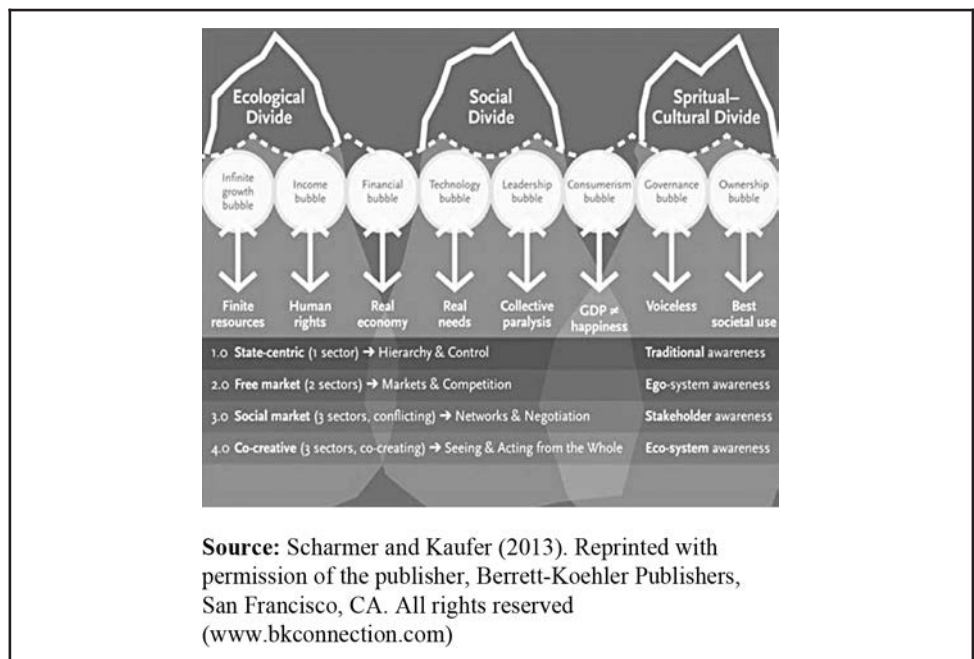 Ecological
Divide
Social
Divide
Spritual–
Cultural Divide
Infinite
growth
bubble
Income
bubble
Financial
bubble
Technology
bubble
Leadership
bubble
Consumerism
bubble
Governance
bubble
Ownership
bubble
Finite
resources
Human
rights
Real
economy
Real
needs
Collective
paralysis
GDP ≠
happiness
Voiceless
Best
societal use
1.0 State-centric (1 sector) → Hierarchy & Control Traditional awareness
2.0 Free market (2 sectors) → Markets & Competition Ego-system awareness
3.0 Social market (3 sectors, conflicting) → Networks & Negotiation Stakeholder awareness
4.0 Co-creative (3 sectors, co-creating) → Seeing & Acting from the Whole Eco-system awareness
Source: Scharmer and Kaufer (2013). Reprinted with
permission of the publisher, Berrett-Koehler Publishers,
San Francisco, CA. All rights reserved
(www.bkconnection.com)